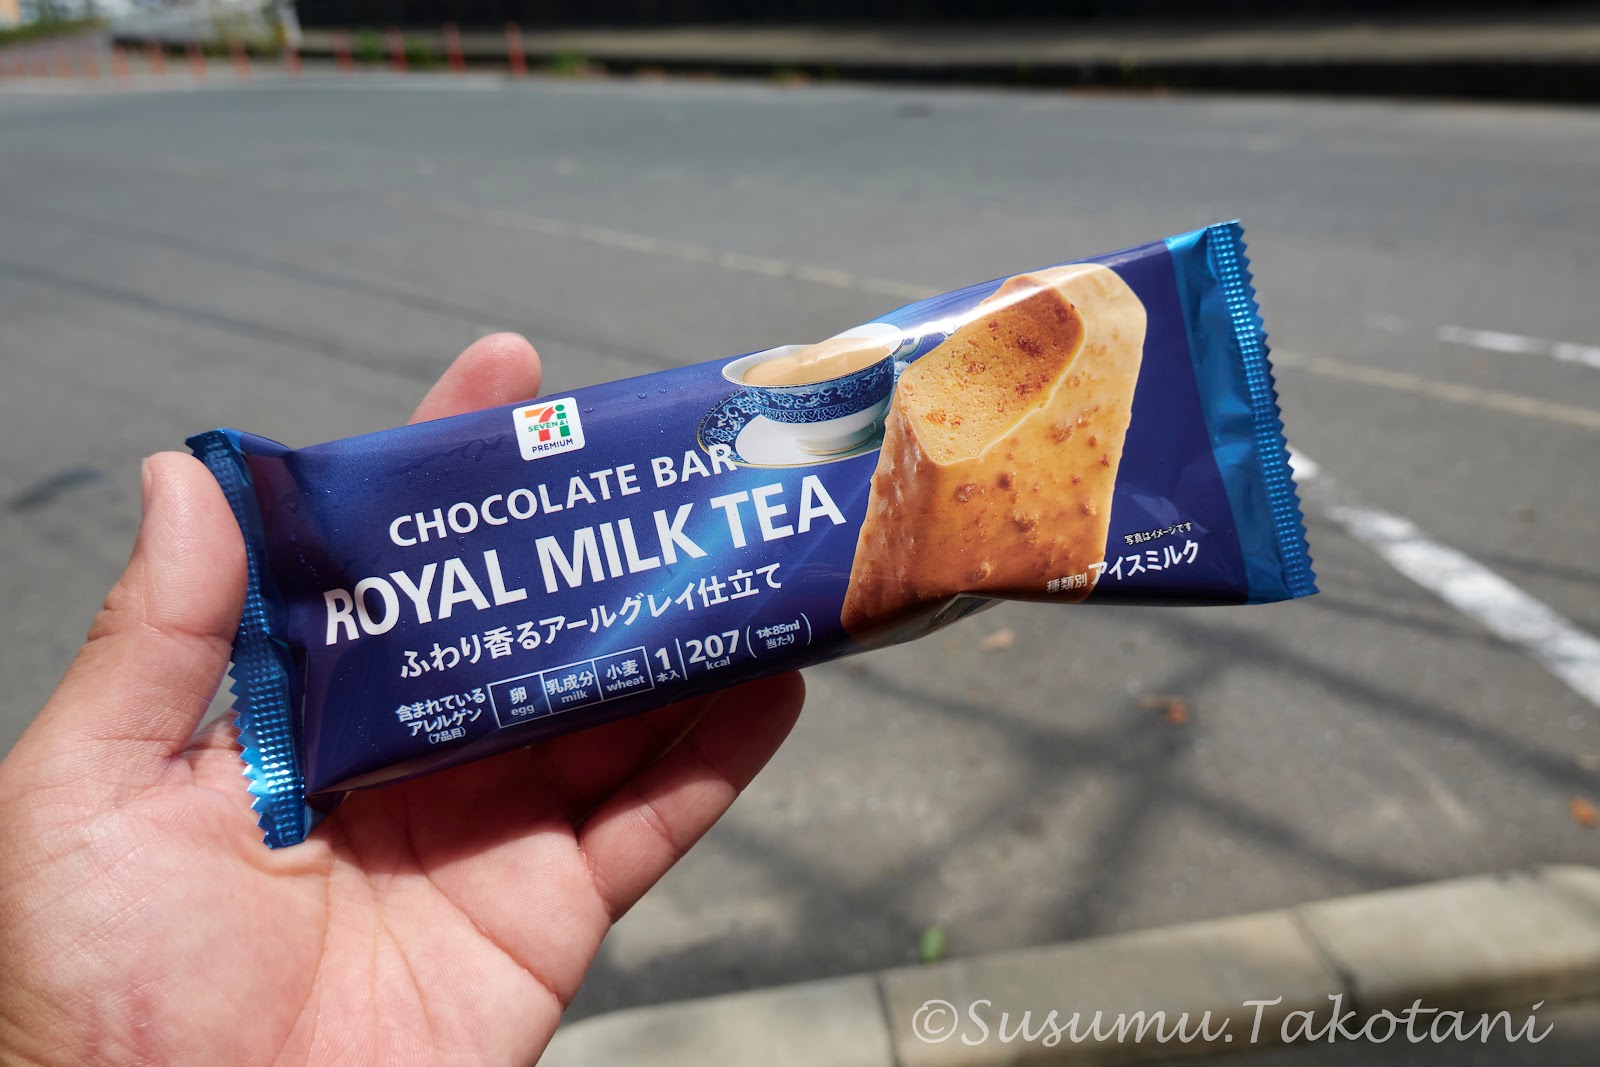 7i
SEVEN & i
PREMIUM
CHOCOLATE BAR
ROYAL MILK TEA
ふわり香るアールグレイ仕立て
含まれている
アレルゲン
(7品目)
卵
egg
乳成分
milk
小麦
wheat
1
本入
207
kcal
(1本85ml
当たり)
写真はイメージです
種類別 アイスミルク
©Susumu.Takotani